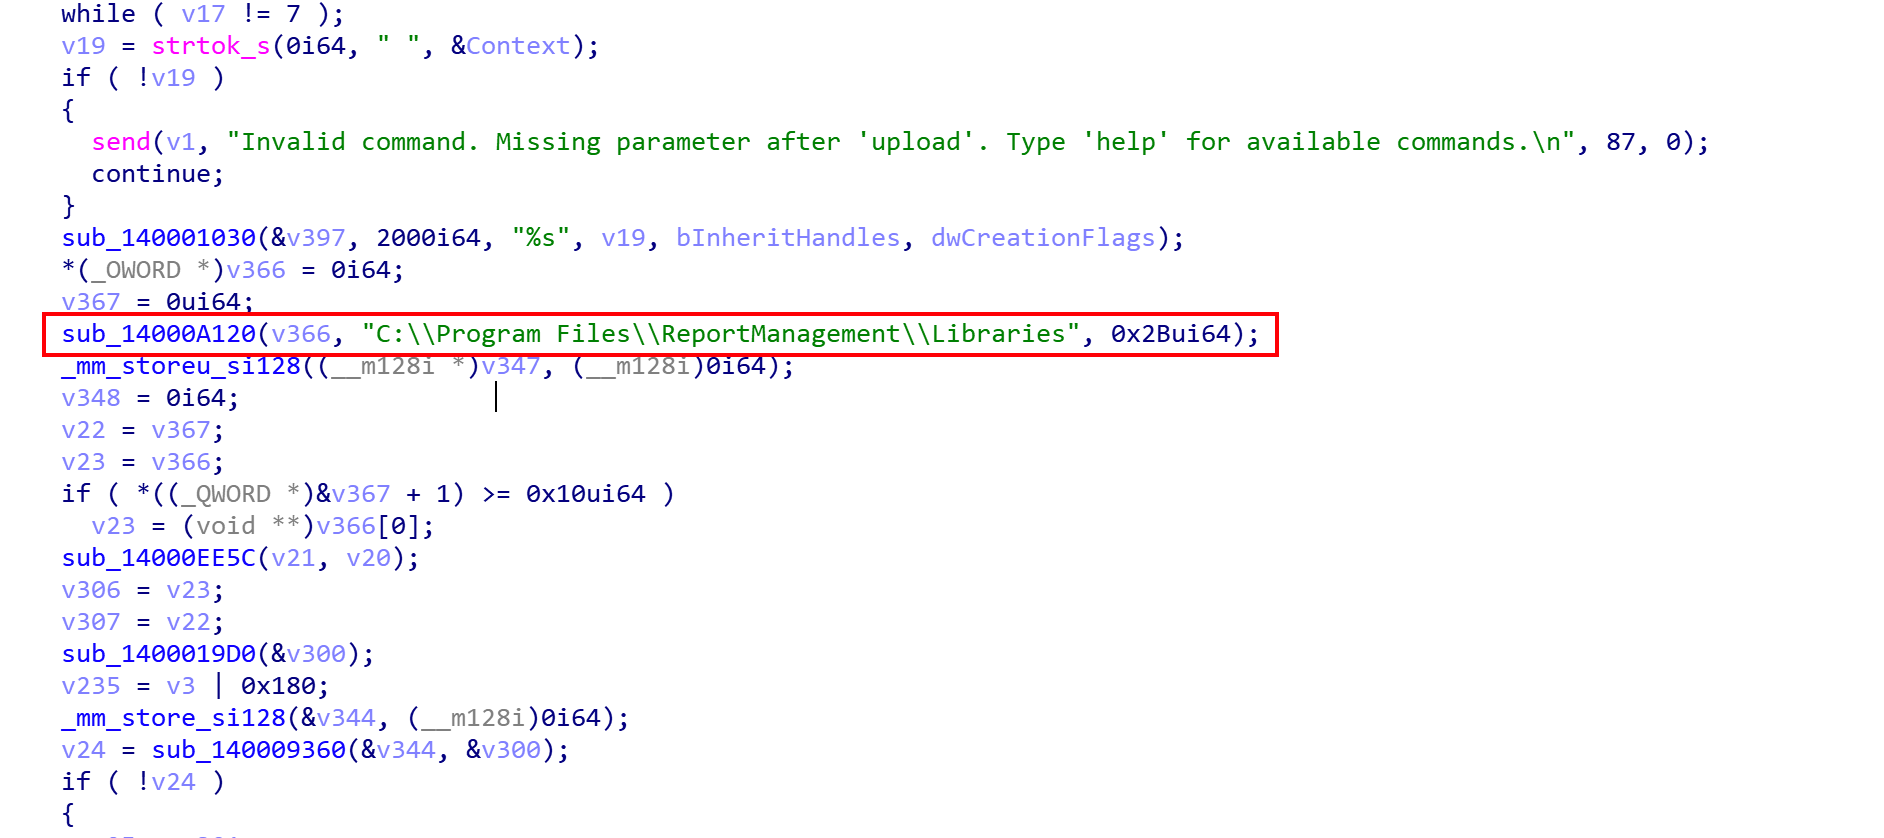 while ( v17 != 7 );
v19 = strtok_s(0i64, " ", &Context);
if ( !v19 )
{
send(v1, "Invalid command. Missing parameter after 'upload'. Type 'help' for available commands.\n", 87, 0);
continue;
}
sub_140001030(&v397, 2000i64, "%s", v19, bInheritHandles, dwCreationFlags);
*(_OWORD *)v366 = 0i64;
v367 = 0ui64;
sub_14000A120(v366, "C:\\Program Files\\ReportManagement\\Libraries", 0x2Bui64);
_mm_storeu_si128((__m128i *)v347, (__m128i)0i64);
v348 = 0i64;
v22 = v367;
v23 = v366;
if ( *((_QWORD *)&v367 + 1) >= 0x10ui64 )
v23 = (void **)v366[0];
sub_14000EE5C(v21, v20);
v306 = v23;
v307 = v22;
sub_1400019D0(&v300);
v235 = v3 | 0x180;
_mm_store_si128(&v344, (__m128i)0i64);
v24 = sub_140009360(&v344, &v300);
if ( !v24 )
{